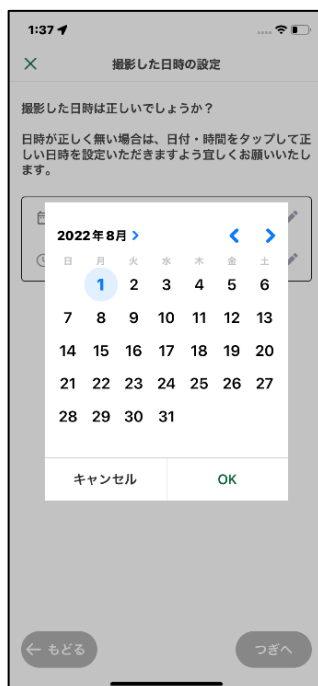 1:37
撮影した日時の設定
撮影した日時は正しいでしょうか？
日時が正しく無い場合は、日付・時間をタップして正
しい日時を設定いただきますよう宜しくお願いいたし
ます。
2022年8月
日 月 火 水 木 金 土
1 2 3 4 5 6
7 8 9 10 11 12 13
14 15 16 17 18 19 20
21 22 23 24 25 26 27
28 29 30 31
キャンセル OK
もどる つぎへ